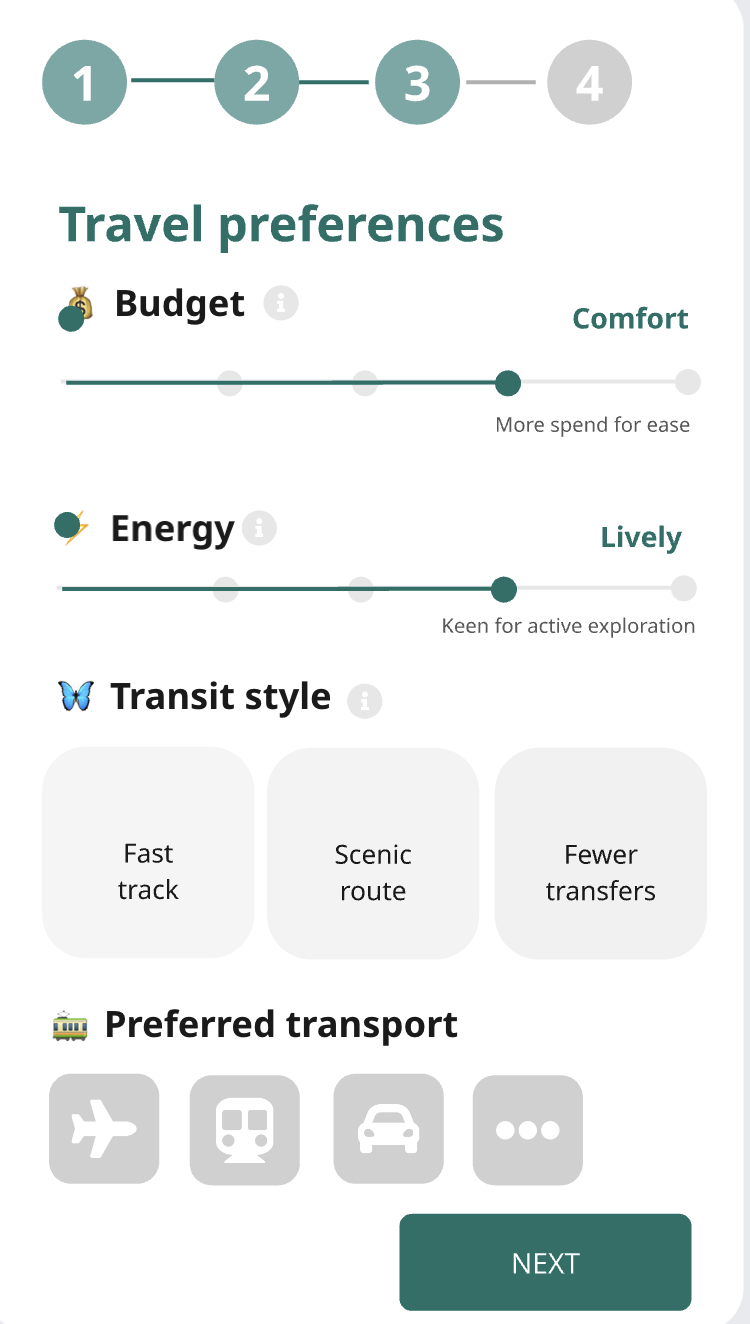 1 2 3 4
Travel preferences
Budget
Comfort
More spend for ease
Energy
Lively
Keen for active exploration
Transit style
Fast
track
Scenic
route
Fewer
transfers
Preferred transport
NEXT